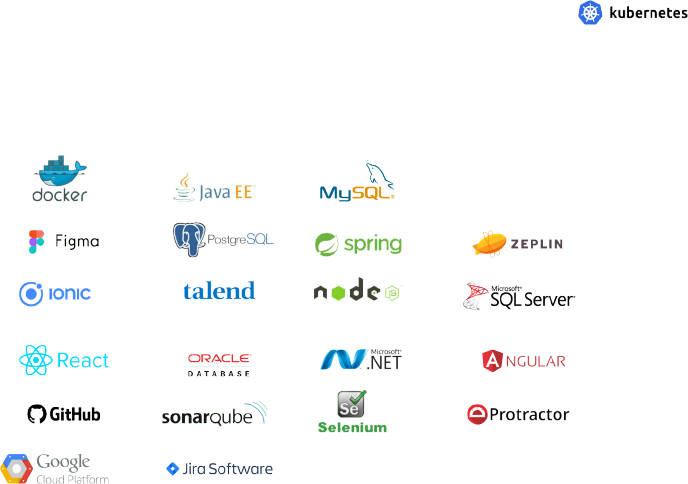 kubernetes
docker
Java EE
MySQL®
Figma
PostgreSQL
spring
ZEPLIN
IONIC
talend
node
JS
Microsoft®
SQL Server®
React
ORACLE®
DATABASE
Microsoft®
.NET
ANGULAR
GitHub
sonarqube
Se
Selenium
Protractor
Google
Cloud Platform
Jira Software